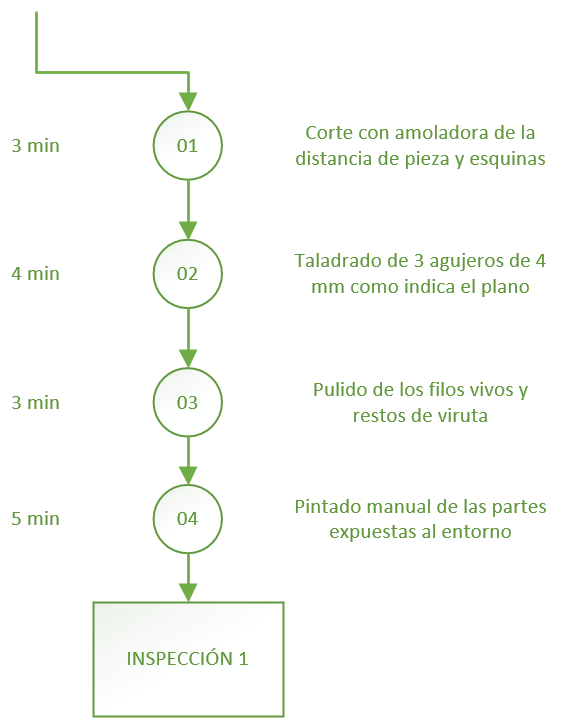 3 min
01
Corte con amoladora de la
distancia de pieza y esquinas
4 min
02
Taladrado de 3 agujeros de 4
mm como indica el plano
3 min
03
Pulido de los filos vivos y
restos de viruta
5 min
04
Pintado manual de las partes
expuestas al entorno
INSPECCIÓN 1